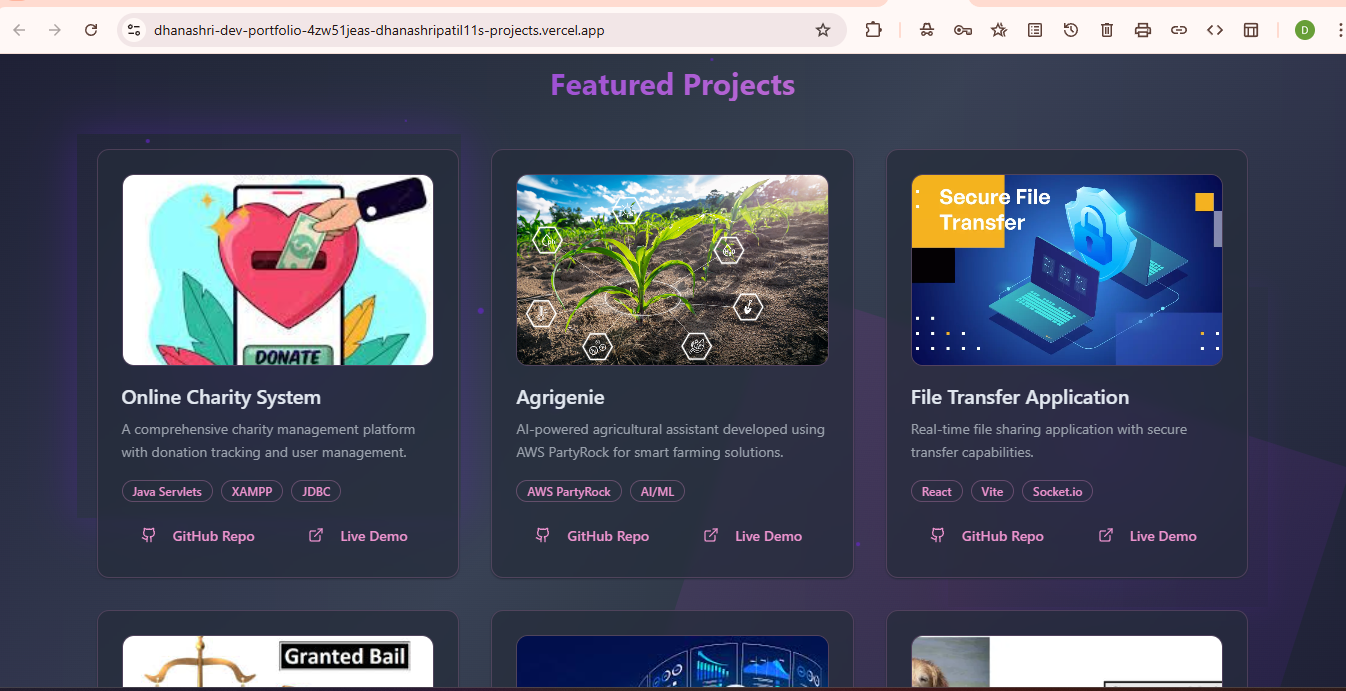 dhanashri-dev-portfolio-4zw51jeas-dhanashripatil11s-projects.vercel.app
D
Featured Projects
DONATE
Secure File
Transfer
Online Charity System
A comprehensive charity management platform
with donation tracking and user management.
Java Servlets
XAMPP
JDBC
GitHub Repo
Live Demo
Agrigenie
AI-powered agricultural assistant developed using
AWS PartyRock for smart farming solutions.
AWS PartyRock
AI/ML
GitHub Repo
Live Demo
File Transfer Application
Real-time file sharing application with secure
transfer capabilities.
React
Vite
Socket.io
GitHub Repo
Live Demo
Granted Bail